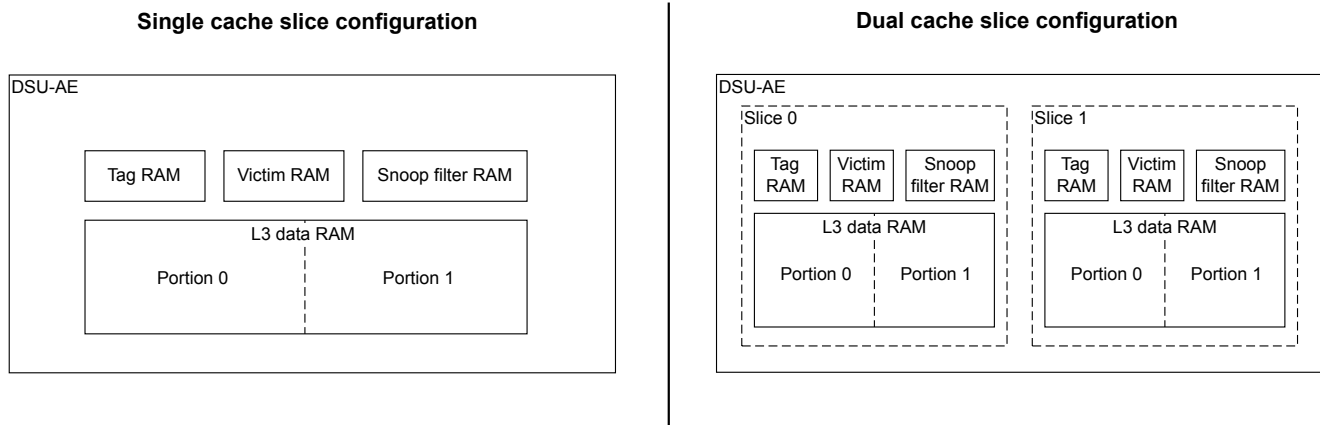 Single cache slice configuration
DSU-AE
Tag RAM
Victim RAM
Snoop filter RAM
L3 data RAM
Portion 0
Portion 1
Dual cache slice configuration
DSU-AE
Slice 0
Tag
RAM
Victim
RAM
Snoop
filter RAM
L3 data RAM
Portion 0
Portion 1
Slice 1
Tag
RAM
Victim
RAM
Snoop
filter RAM
L3 data RAM
Portion 0
Portion 1